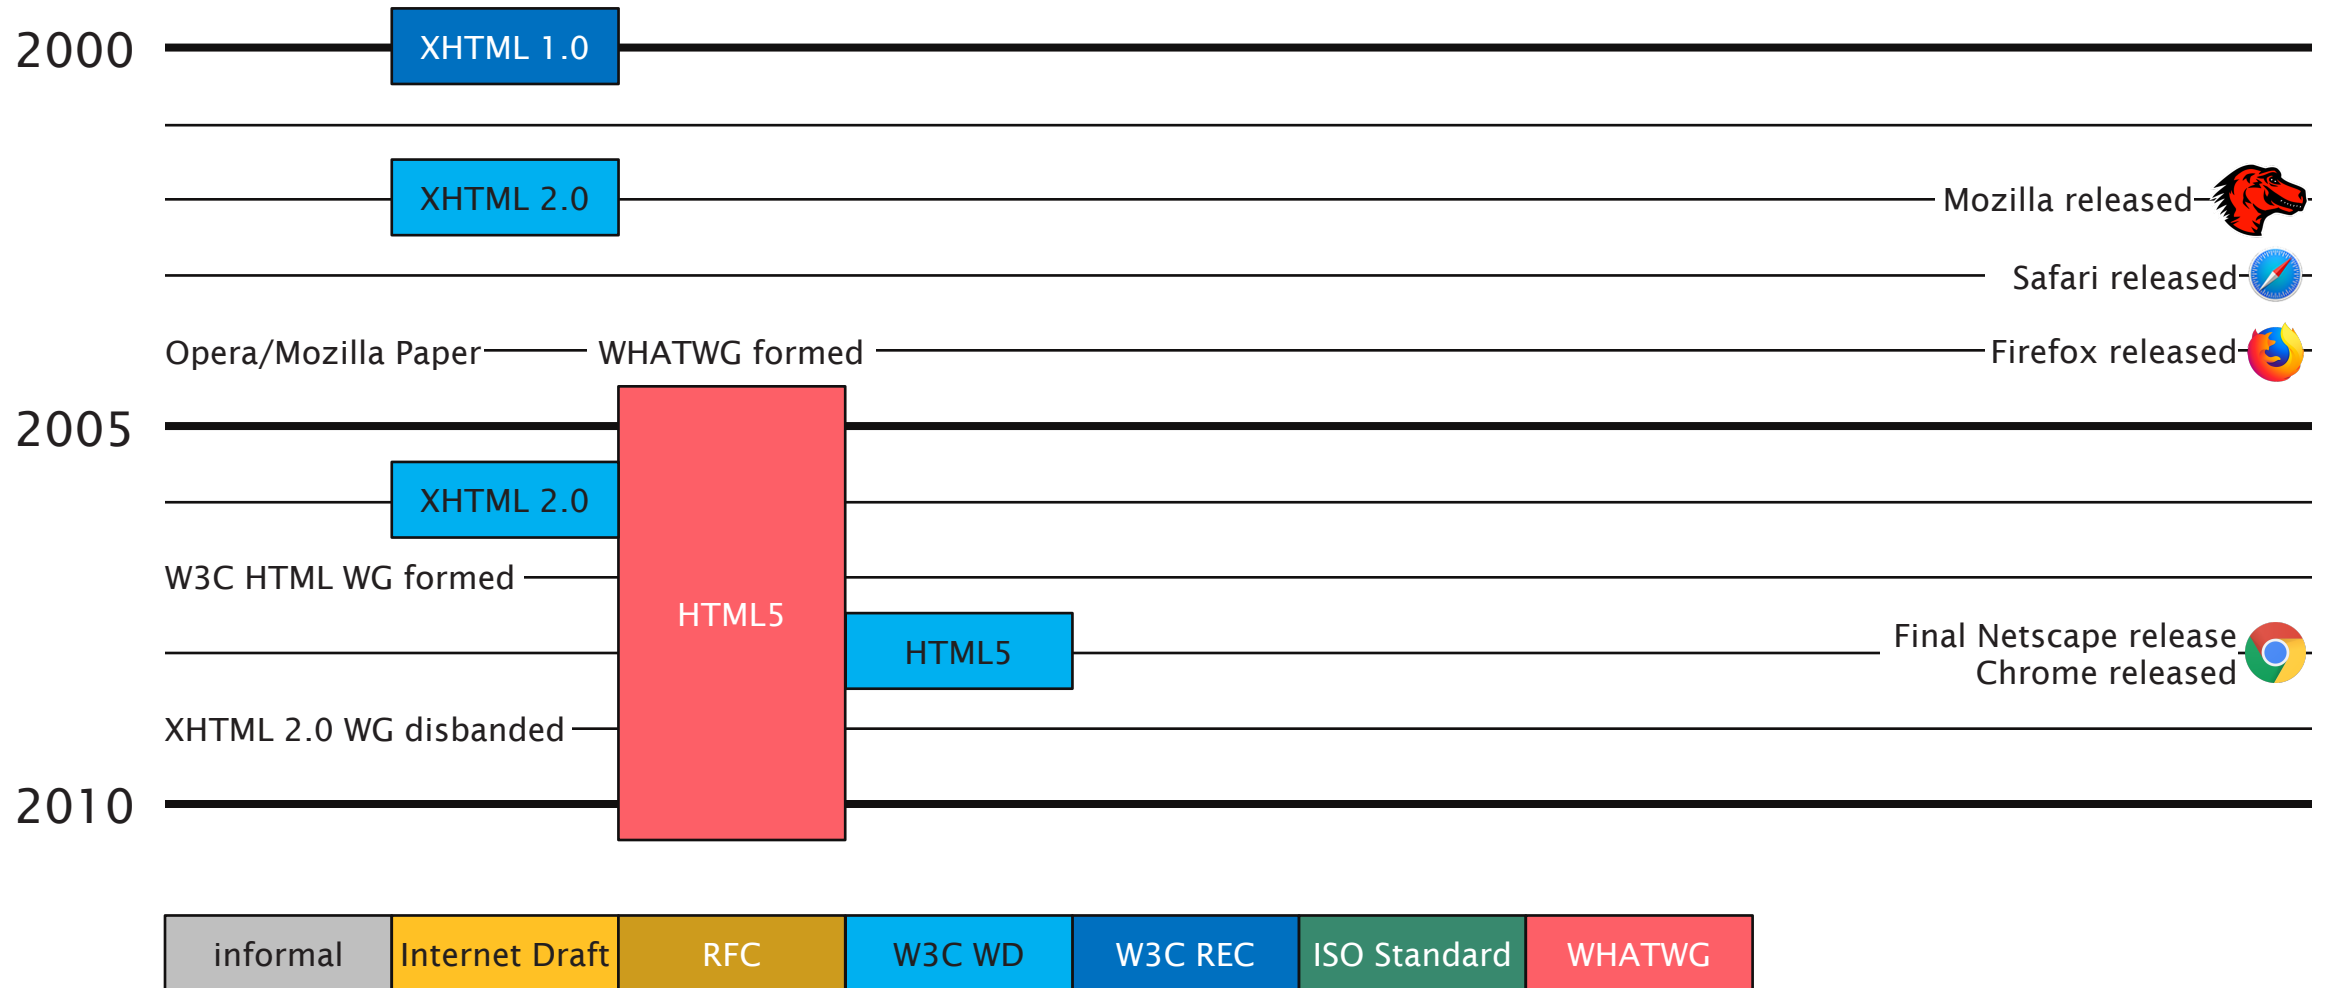 2000 XHTML 1.0
XHTML 2.0 Mozilla released
Safari released
Opera/Mozilla Paper WHATWG formed Firefox released
2005
XHTML 2.0
W3C HTML WG formed
HTML5
HTML5
Final Netscape release
Chrome released
XHTML 2.0 WG disbanded
2010
informal Internet Draft RFC W3C WD W3C REC ISO Standard WHATWG